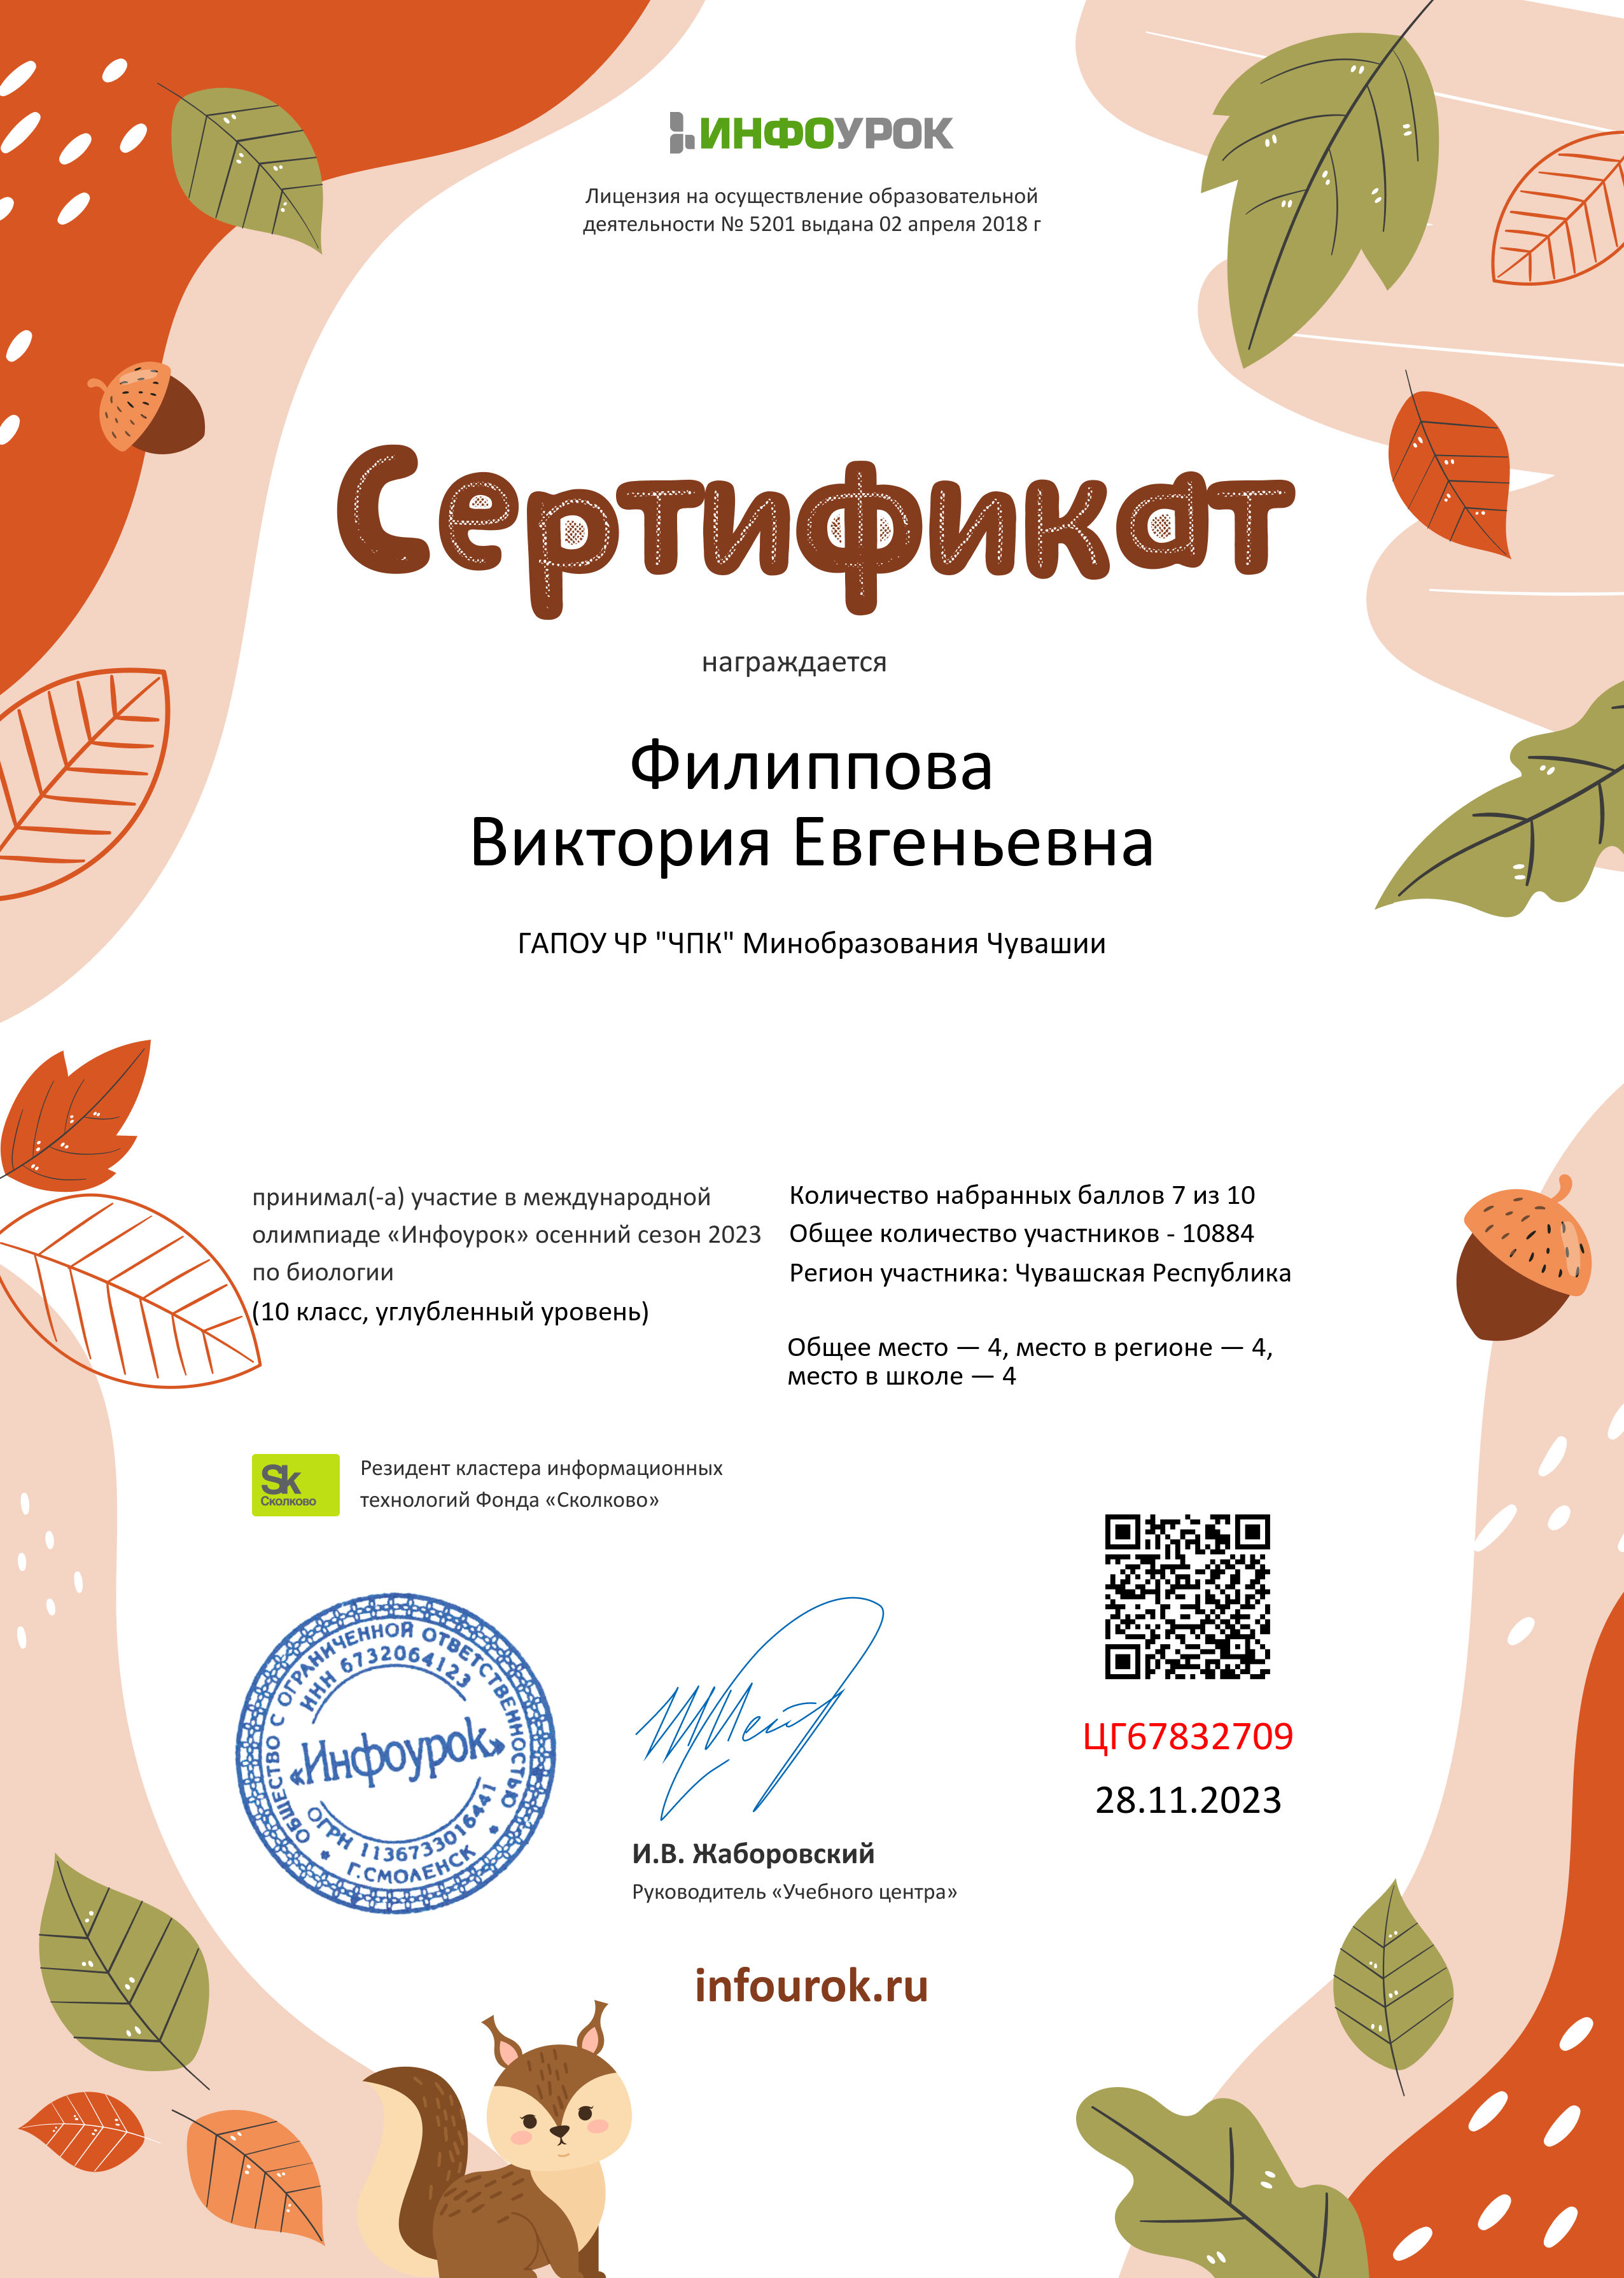 ИНФОУРОК
Лицензия на осуществление образовательной
деятельности № 5201 выдана 02 апреля 2018 г
Сертификат
награждается
Филиппова
Виктория Евгеньевна
ГАПОУ ЧР "ЧПК" Минобразования Чувашии
принимал(-а) участие в международной
олимпиаде «Инфоурок» осенний сезон 2023
по биологии
(10 класс, углубленный уровень)
Количество набранных баллов 7 из 10
Общее количество участников - 10884
Регион участника: Чувашская Республика
Общее место — 4, место в регионе — 4,
место в школе — 4
Sk
Сколково
Резидент кластера информационных
технологий Фонда «Сколково»
ОБЩЕСТВО С ОГРАНИЧЕННОЙ ОТВЕТСТВЕННОСТЬЮ
ИНН 6732064123
«Инфоурок»
ОГРН 1136733016441
Г.СМОЛЕНСК
И.В. Жаборовский
Руководитель «Учебного центра»
ЦГ67832709
28.11.2023
infourok.ru